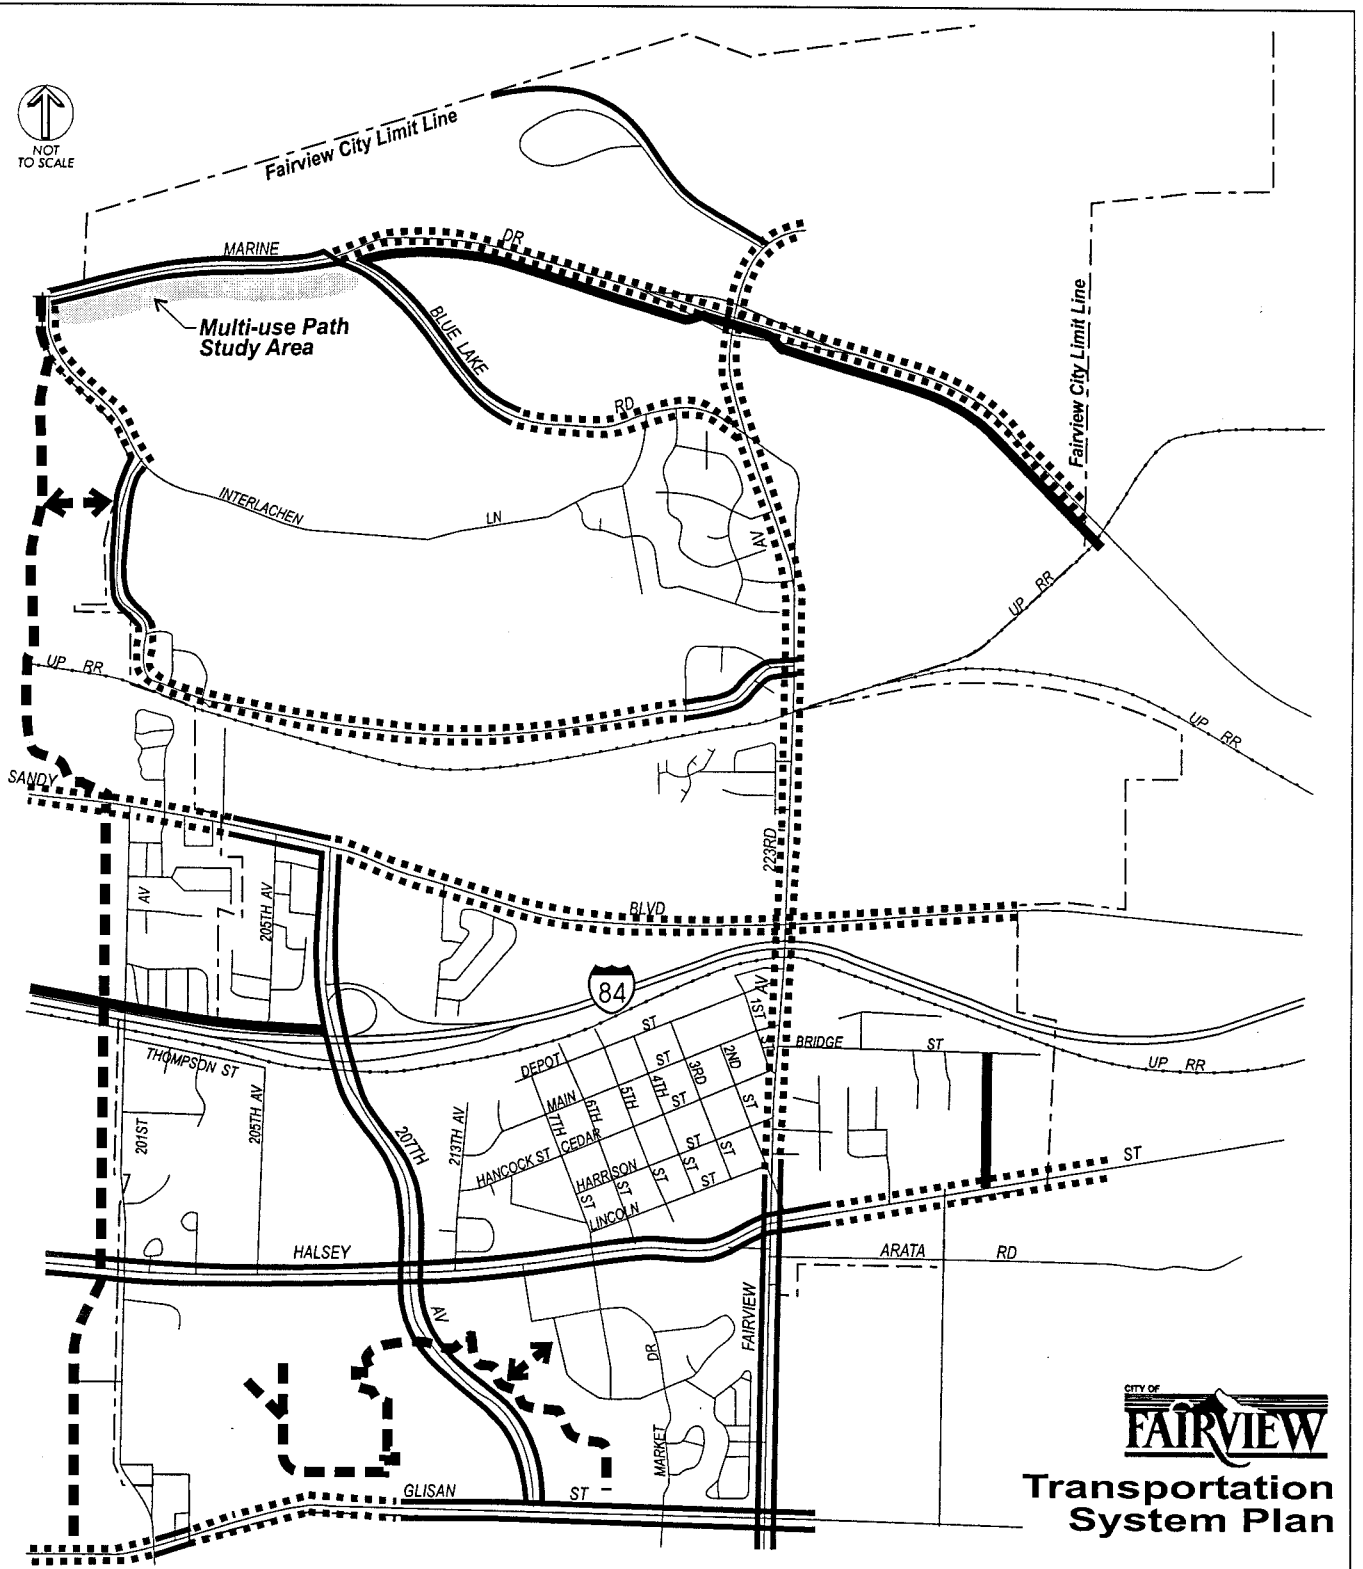 NOT
TO SCALE
Fairview City Limit Line
MARINE
DR
Multi-use Path
Study Area
BLUE LAKE
RD
Fairview City Limit Line
INTERLACHEN
LN
AV
UP RR
UP RR
UP RR
SANDY
223RD
AV
205TH AV
BLVD
84
AV
1ST
ST
DEPOT
ST
BRIDGE
ST
THOMPSON ST
ST
3RD
2ND
UP RR
MAIN
6TH
5TH
4TH
ST
ST
201ST
205TH AV
207TH
213TH AV
7TH
CEDAR
HANCOCK ST
ST
ST
ST
HARRISON
ST
ST
ST
ST
ST
LINCOLN
HALSEY
ARATA
RD
AV
FAIRVIEW
DR
MARKET
GLISAN
ST
CITY OF
FAIRVIEW
Transportation
System Plan